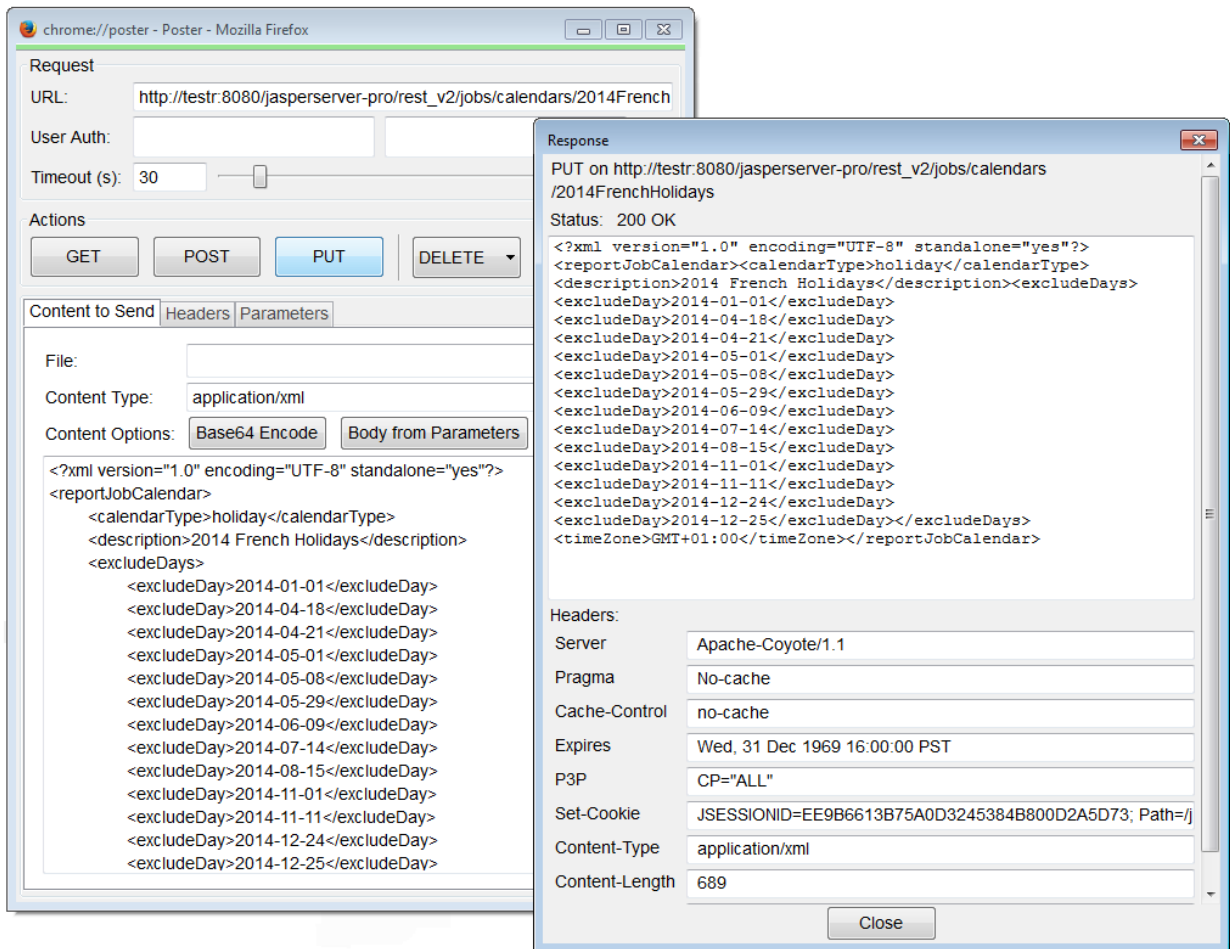 chrome://poster - Poster - Mozilla Firefox
Request
URL: http://testr:8080/jasperserver-pro/rest_v2/jobs/calendars/2014French
User Auth:
Timeout (s): 30
Actions
GET POST PUT DELETE
Content to Send Headers Parameters
File:
Content Type: application/xml
Content Options: Base64 Encode Body from Parameters
<?xml version="1.0" encoding="UTF-8" standalone="yes"?>
<reportJobCalendar>
<calendarType>holiday</calendarType>
<description>2014 French Holidays</description>
<excludeDays>
<excludeDay>2014-01-01</excludeDay>
<excludeDay>2014-04-18</excludeDay>
<excludeDay>2014-04-21</excludeDay>
<excludeDay>2014-05-01</excludeDay>
<excludeDay>2014-05-08</excludeDay>
<excludeDay>2014-05-29</excludeDay>
<excludeDay>2014-06-09</excludeDay>
<excludeDay>2014-07-14</excludeDay>
<excludeDay>2014-08-15</excludeDay>
<excludeDay>2014-11-01</excludeDay>
<excludeDay>2014-11-11</excludeDay>
<excludeDay>2014-12-24</excludeDay>
<excludeDay>2014-12-25</excludeDay>
Response
PUT on http://testr:8080/jasperserver-pro/rest_v2/jobs/calendars
/2014FrenchHolidays
Status: 200 OK
<?xml version="1.0" encoding="UTF-8" standalone="yes"?>
<reportJobCalendar><calendarType>holiday</calendarType>
<description>2014 French Holidays</description><excludeDays>
<excludeDay>2014-01-01</excludeDay>
<excludeDay>2014-04-18</excludeDay>
<excludeDay>2014-04-21</excludeDay>
<excludeDay>2014-05-01</excludeDay>
<excludeDay>2014-05-08</excludeDay>
<excludeDay>2014-05-29</excludeDay>
<excludeDay>2014-06-09</excludeDay>
<excludeDay>2014-07-14</excludeDay>
<excludeDay>2014-08-15</excludeDay>
<excludeDay>2014-11-01</excludeDay>
<excludeDay>2014-11-11</excludeDay>
<excludeDay>2014-12-24</excludeDay>
<excludeDay>2014-12-25</excludeDay></excludeDays>
<timeZone>GMT+01:00</timeZone></reportJobCalendar>
Headers:
Server Apache-Coyote/1.1
Pragma No-cache
Cache-Control no-cache
Expires Wed, 31 Dec 1969 16:00:00 PST
P3P CP="ALL"
Set-Cookie JSESSIONID=EE9B6613B75A0D3245384B800D2A5D73; Path=/j
Content-Type application/xml
Content-Length 689
Close